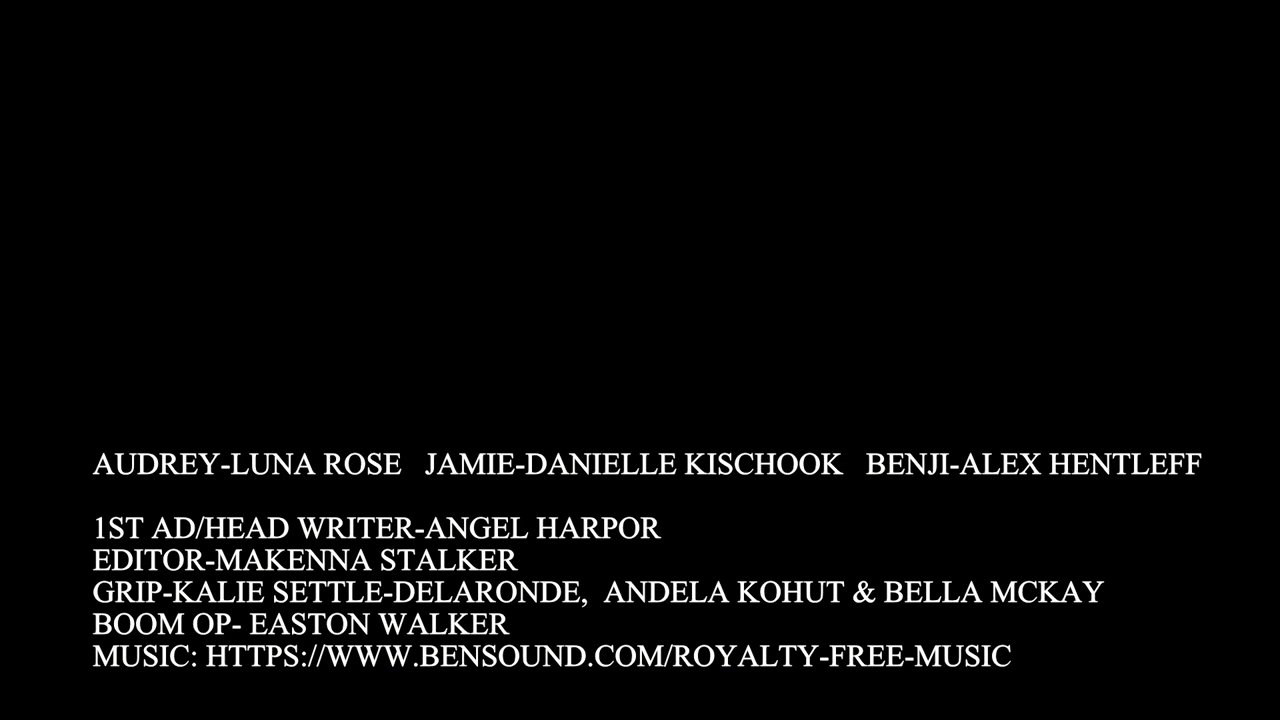 AUDREY-LUNA ROSE   JAMIE-DANIELLE KISCHOOK   BENJI-ALEX HENTLEFF
1ST AD/HEAD WRITER-ANGEL HARPOR
EDITOR-MAKENNA STALKER
GRIP-KALIE SETTLE-DELARONDE,  ANDELA KOHUT & BELLA MCKAY
BOOM OP- EASTON WALKER
MUSIC: HTTPS://WWW.BENSOUND.COM/ROYALTY-FREE-MUSIC